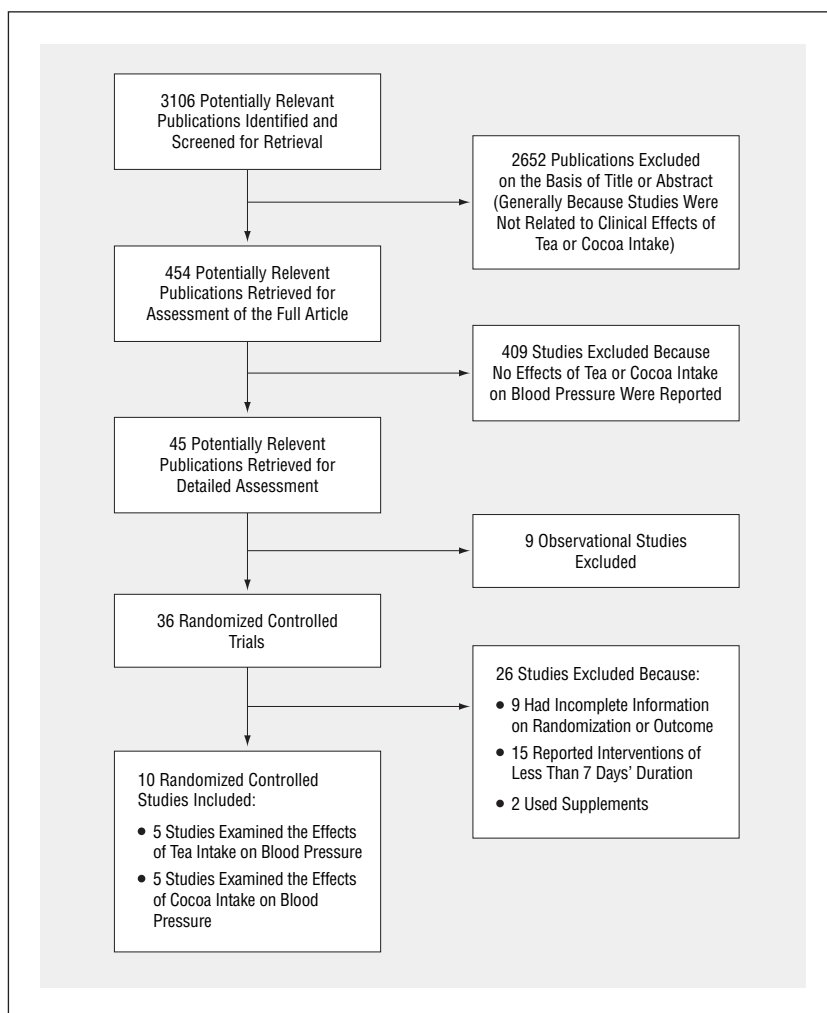 3106 Potentially Relevant
Publications Identified and
Screened for Retrieval
2652 Publications Excluded
on the Basis of Title or Abstract
(Generally Because Studies Were
Not Related to Clinical Effects of
Tea or Cocoa Intake)
454 Potentially Relevent
Publications Retrieved for
Assessment of the Full Article
409 Studies Excluded Because
No Effects of Tea or Cocoa Intake
on Blood Pressure Were Reported
45 Potentially Relevent
Publications Retrieved for
Detailed Assessment
9 Observational Studies
Excluded
36 Randomized Controlled
Trials
26 Studies Excluded Because:
• 9 Had Incomplete Information
on Randomization or Outcome
• 15 Reported Interventions of
Less Than 7 Days’ Duration
• 2 Used Supplements
10 Randomized Controlled
Studies Included:
• 5 Studies Examined the Effects
of Tea Intake on Blood Pressure
• 5 Studies Examined the Effects
of Cocoa Intake on Blood
Pressure